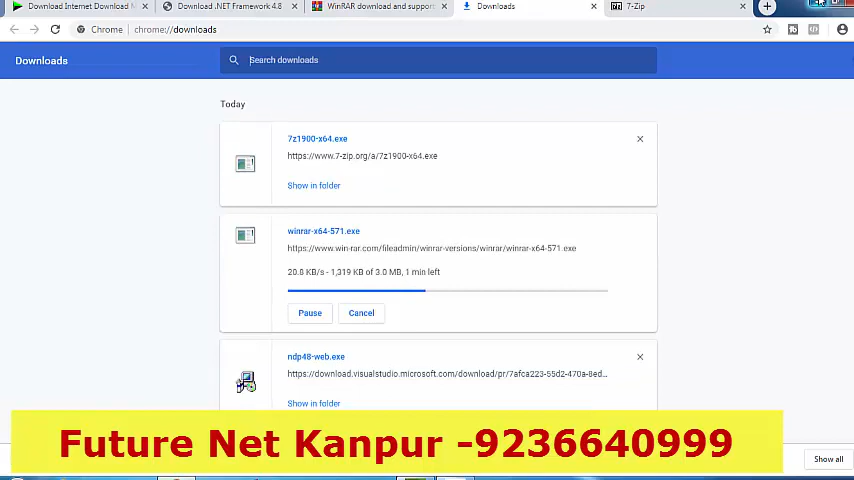 Download Internet Download M
Download .NET Framework 4.8
WinRAR download and support
Downloads
7-Zip
Chrome
chrome://downloads
Downloads
Search downloads
Today
7z1900-x64.exe
https://www.7-zip.org/a/7z1900-x64.exe
Show in folder
winrar-x64-571.exe
https://www.win-rar.com/fileadmin/winrar-versions/winrar/winrar-x64-571.exe
20.8 KB/s - 1,319 KB of 3.0 MB, 1 min left
Pause
Cancel
ndp48-web.exe
https://download.visualstudio.microsoft.com/download/pr/7afca223-55d2-470a-8ed...
Show in folder
Future Net Kanpur -9236640999
Show all